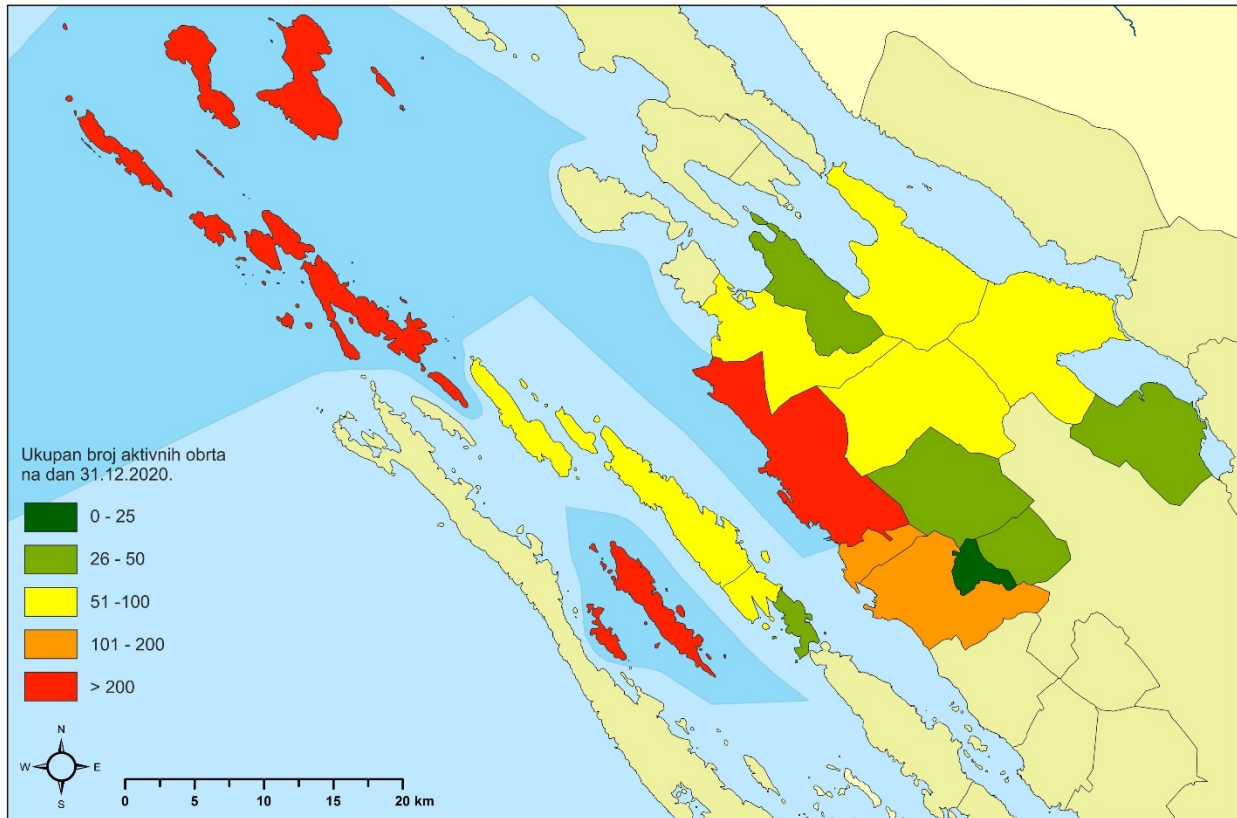 Ukupan broj aktivnih obrta
na dan 31.12.2020.
0 - 25
26 - 50
51 -100
101 - 200
> 200
N
W E
S
0 5 10 15 20 km